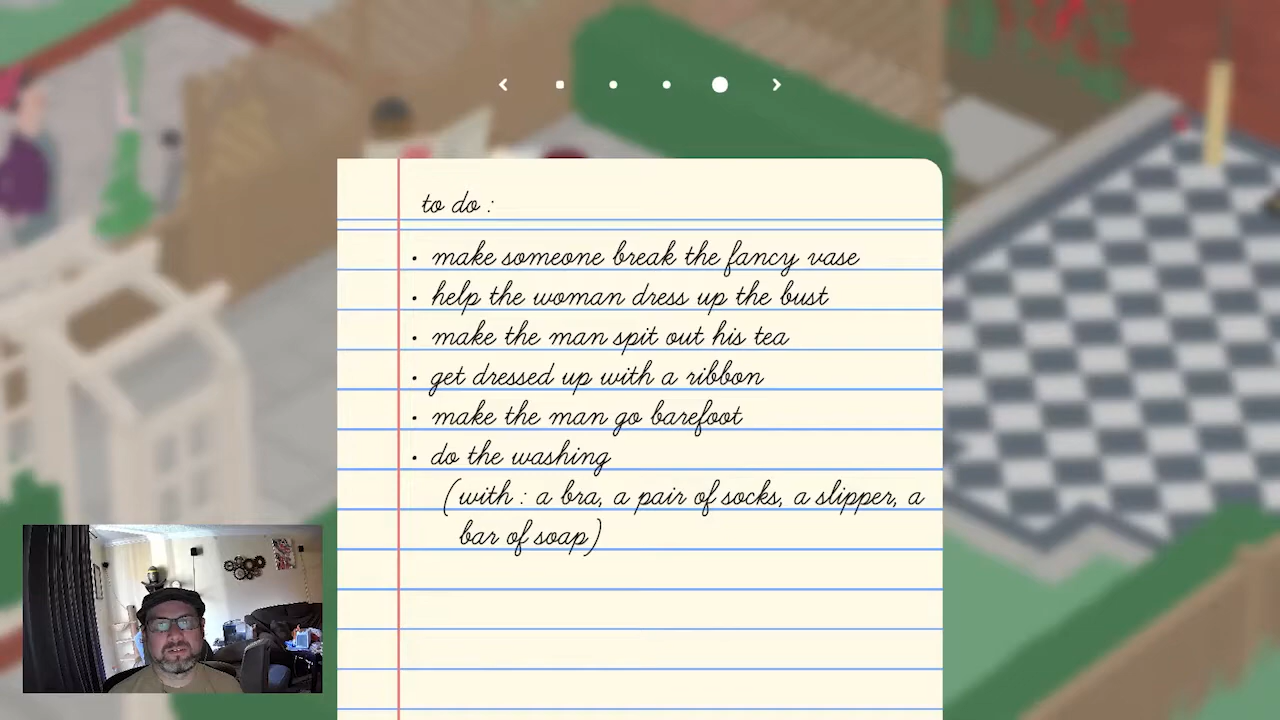 to do :
• make someone break the fancy vase
• help the woman dress up the bust
• make the man spit out his tea
• get dressed up with a ribbon
• make the man go barefoot
• do the washing
(with : a bra, a pair of socks, a slipper, a
bar of soap)